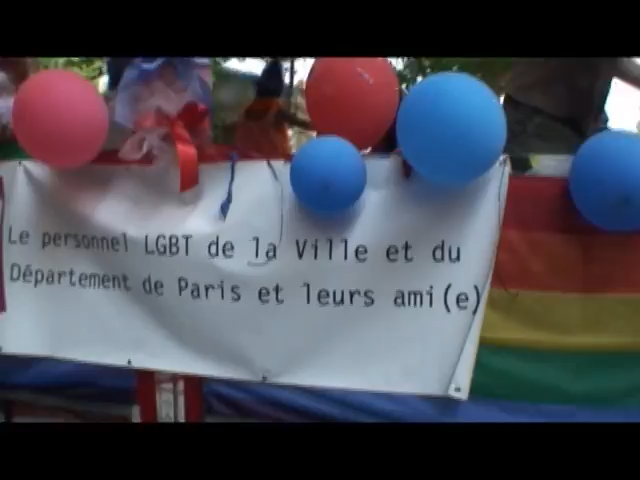 Le personnel LGBT de la Ville et du
Département de Paris et leurs ami(e)